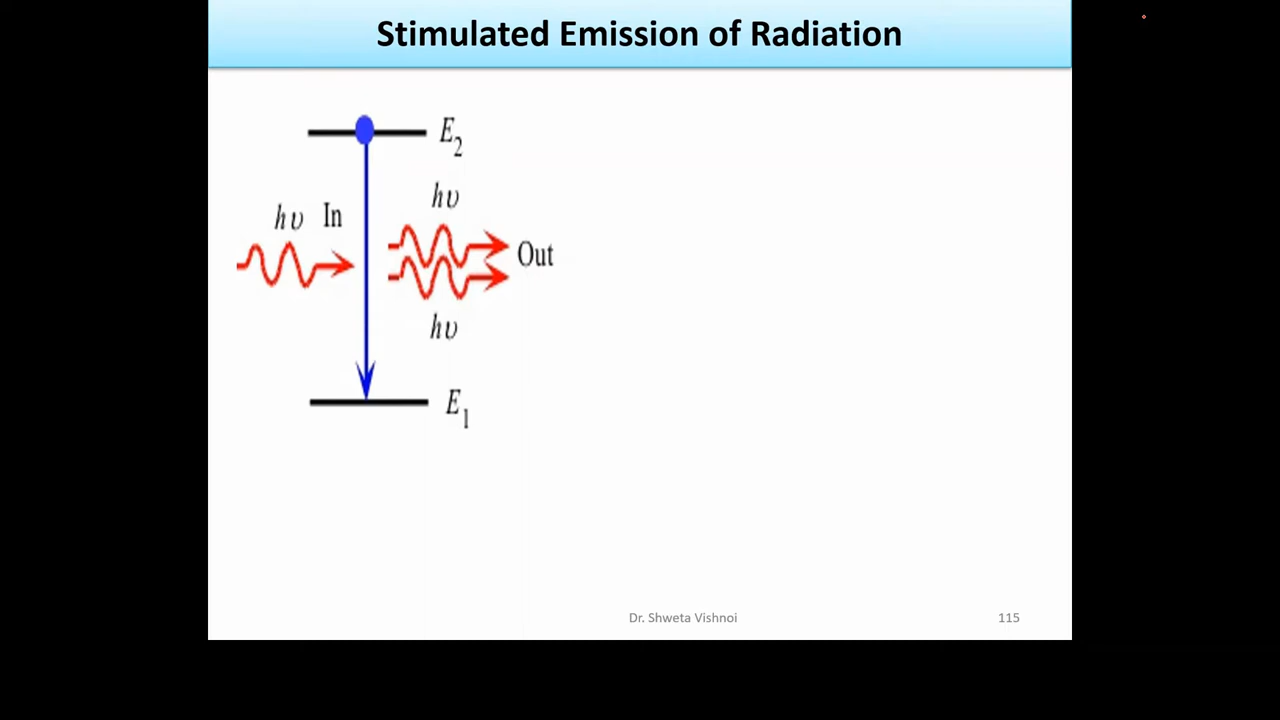 Stimulated Emission of Radiation
E2
hυ
hυ In
Out
hυ
E1
Dr. Shweta Vishnoi
115